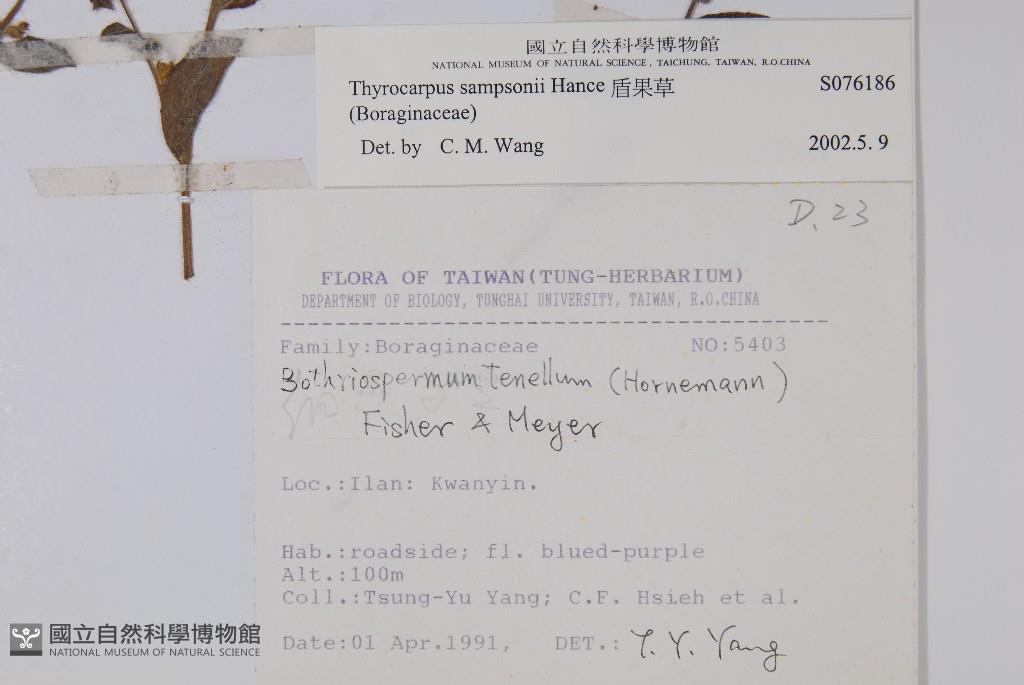 國立自然科學博物館
NATIONAL MUSEUM OF NATURAL SCIENCE, TAICHUNG, TAIWAN, R.O.CHINA
Thyrocarpus sampsonii Hance 盾果草 S076186
(Boraginaceae)
Det. by C. M. Wang 2002.5. 9
D. 23
FLORA OF TAIWAN(TUNG-HERBARIUM)
DEPARTMENT OF BIOLOGY, TUNGHAI UNIVERSITY, TAIWAN, R.O.CHINA
Family:Boraginaceae NO:5403
Bothriospermum tenellum (Hornemann)
Fisher & Meyer
Loc.:Ilan: Kwanyin.
Hab.:roadside; fl. blued-purple
Alt.:100m
Coll.:Tsung-Yu Yang; C.F. Hsieh et al.
Date:01 Apr.1991, DET.: T. Y. Yang
國立自然科學博物館
NATIONAL MUSEUM OF NATURAL SCIENCE